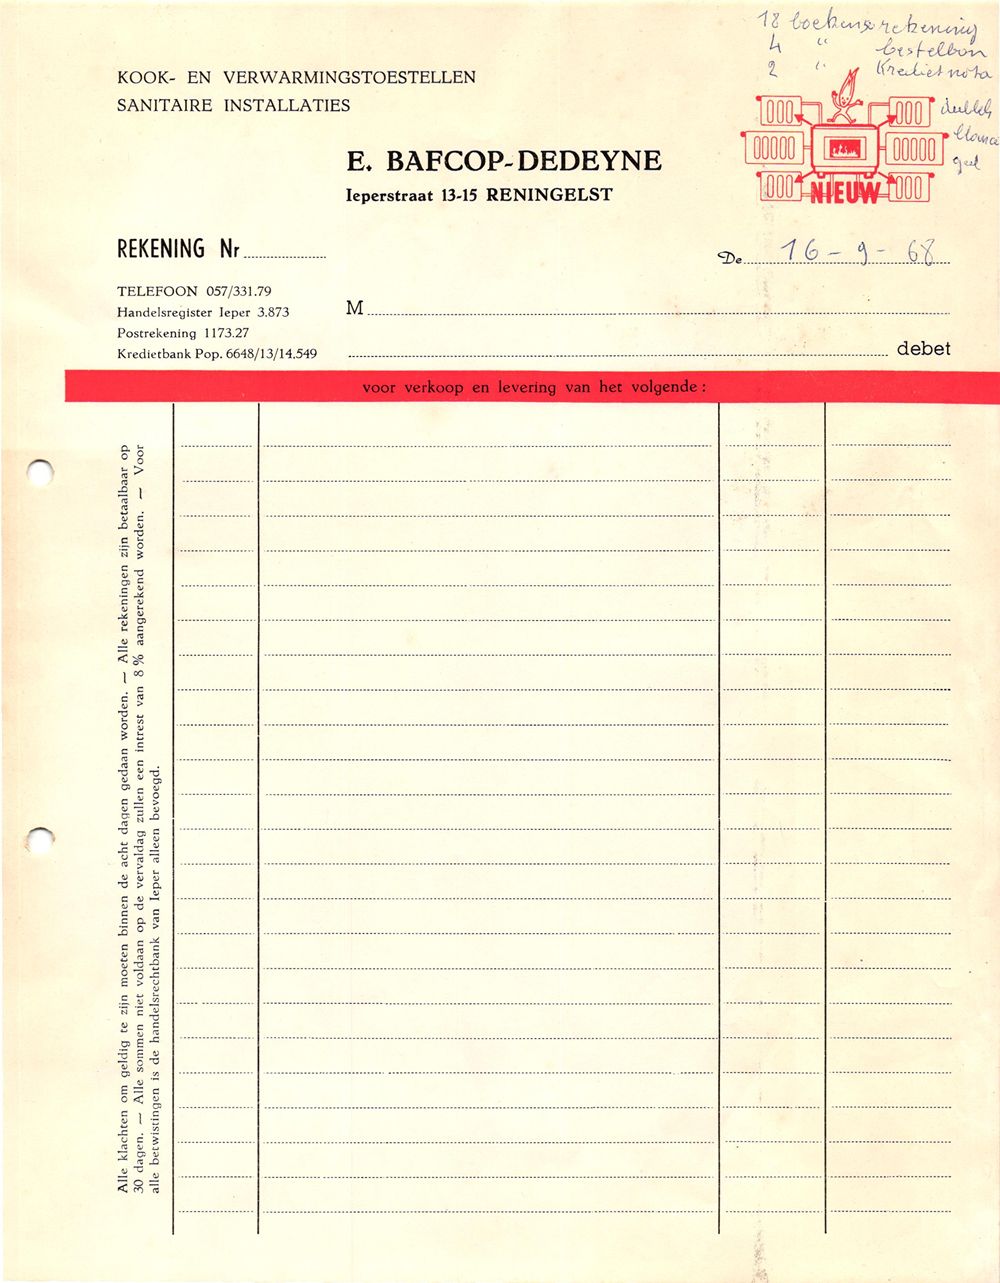 18 boekens rekening
4 " bestelbon
2 " Kredietnota
KOOK- EN VERWARMINGSTOESTELLEN
SANITAIRE INSTALLATIES
geel
E. BAFCOP-DEDEYNE
Ieperstraat 13-15 RENINGELST
NIEUW
REKENING Nr
De 16-9-68
TELEFOON 057/331.79
Handelsregister Ieper 3.873
Postrekening 1173.27
Kredietbank Pop. 6648/13/14.549
M
debet
voor verkoop en levering van het volgende :
Alle klachten om geldig te zijn moeten binnen de acht dagen gedaan worden. — Alle rekeningen zijn betaalbaar op
30 dagen. — Alle sommen niet voldaan op de vervaldag zullen een intrest van 8 % aangerekend worden. — Voor
alle betwistingen is de handelsrechtbank van Ieper alleen bevoegd.